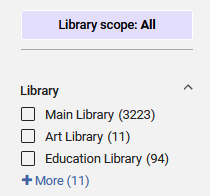 Library scope: All
Library
Main Library (3223)
Art Library (11)
Education Library (94)
+ More (11)